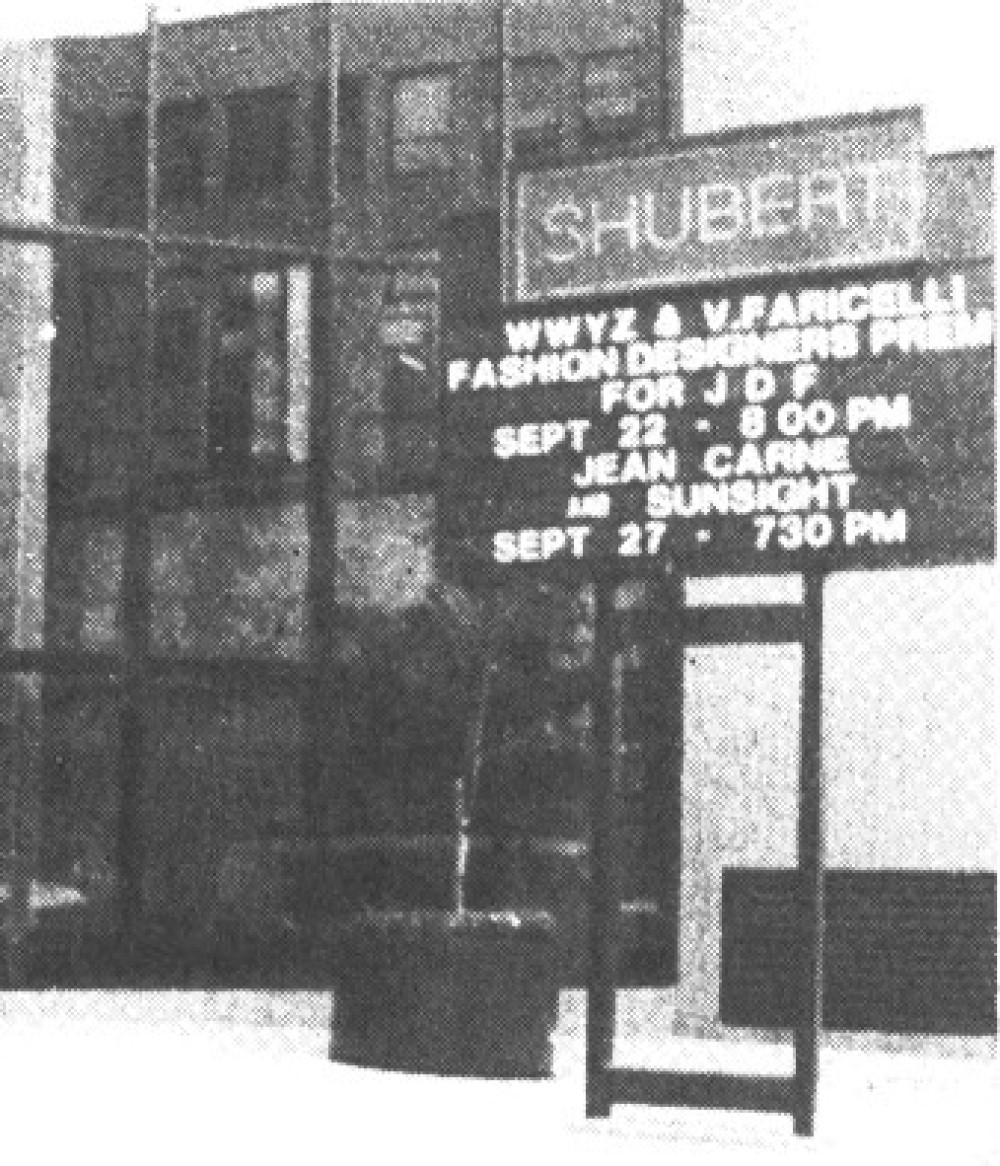 SHUBERT
WWYZ & V.FARICELLI
FASHION DESIGNERS PREM
FOR J D F
SEPT 22 - 8 00 PM
JEAN CARNE
SUNSIGHT
SEPT 27 - 730 PM